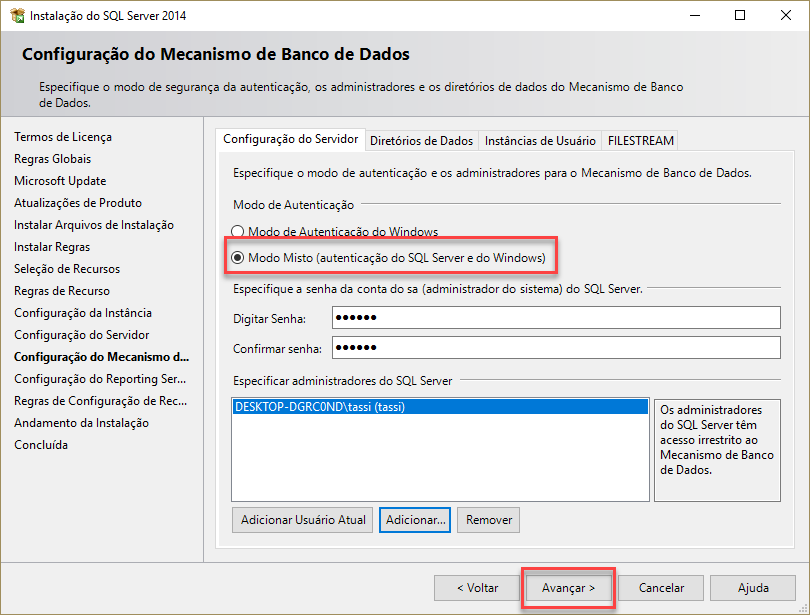 Instalação do SQL Server 2014
Configuração do Mecanismo de Banco de Dados
Especifique o modo de segurança da autenticação, os administradores e os diretórios de dados do Mecanismo de Banco
de Dados.
Termos de Licença
Regras Globais
Microsoft Update
Atualizações de Produto
Instalar Arquivos de Instalação
Instalar Regras
Seleção de Recursos
Regras de Recurso
Configuração da Instância
Configuração do Servidor
Configuração do Mecanismo d...
Configuração do Reporting Ser...
Regras de Configuração de Rec...
Andamento da Instalação
Concluída
Configuração do Servidor
Diretórios de Dados
Instâncias de Usuário
FILESTREAM
Especifique o modo de autenticação e os administradores para o Mecanismo de Banco de Dados.
Modo de Autenticação
Modo de Autenticação do Windows
Modo Misto (autenticação do SQL Server e do Windows)
Especifique a senha da conta do sa (administrador do sistema) do SQL Server.
Digitar Senha: ●●●●●●
Confirmar senha: ●●●●●●
Especificar administradores do SQL Server
DESKTOP-DGRC0ND\tassi (tassi)
Os administradores
do SQL Server têm
acesso irrestrito ao
Mecanismo de Banco
de Dados.
Adicionar Usuário Atual
Adicionar...
Remover
< Voltar
Avançar >
Cancelar
Ajuda